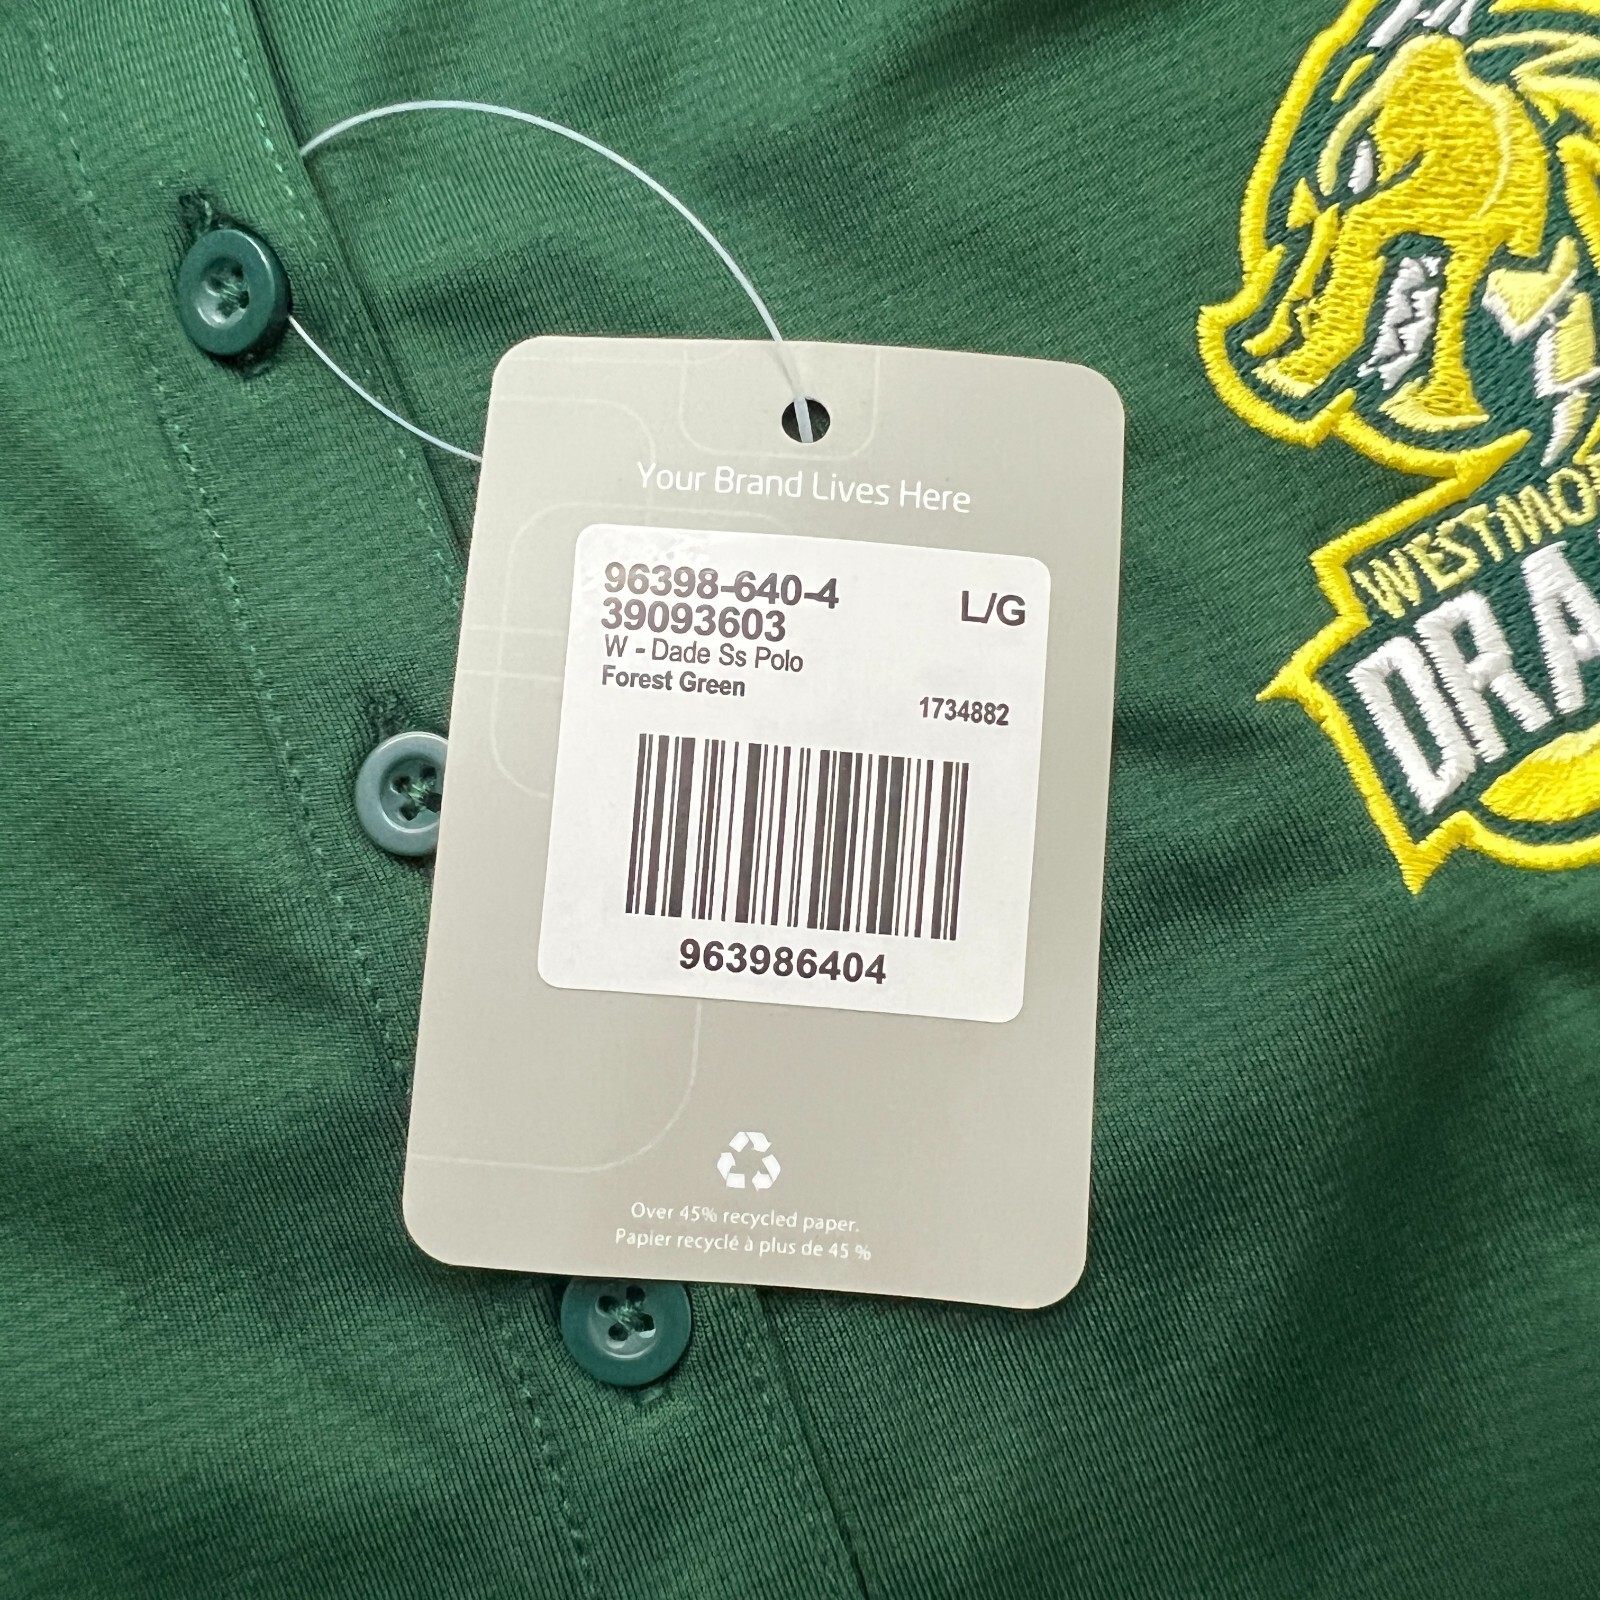 Your Brand Lives Here
96398-640-4
L/G
39093603
W - Dade Ss Polo
Forest Green
1734882
963986404
Over 45% recycled paper.
Papier recyclé à plus de 45 %